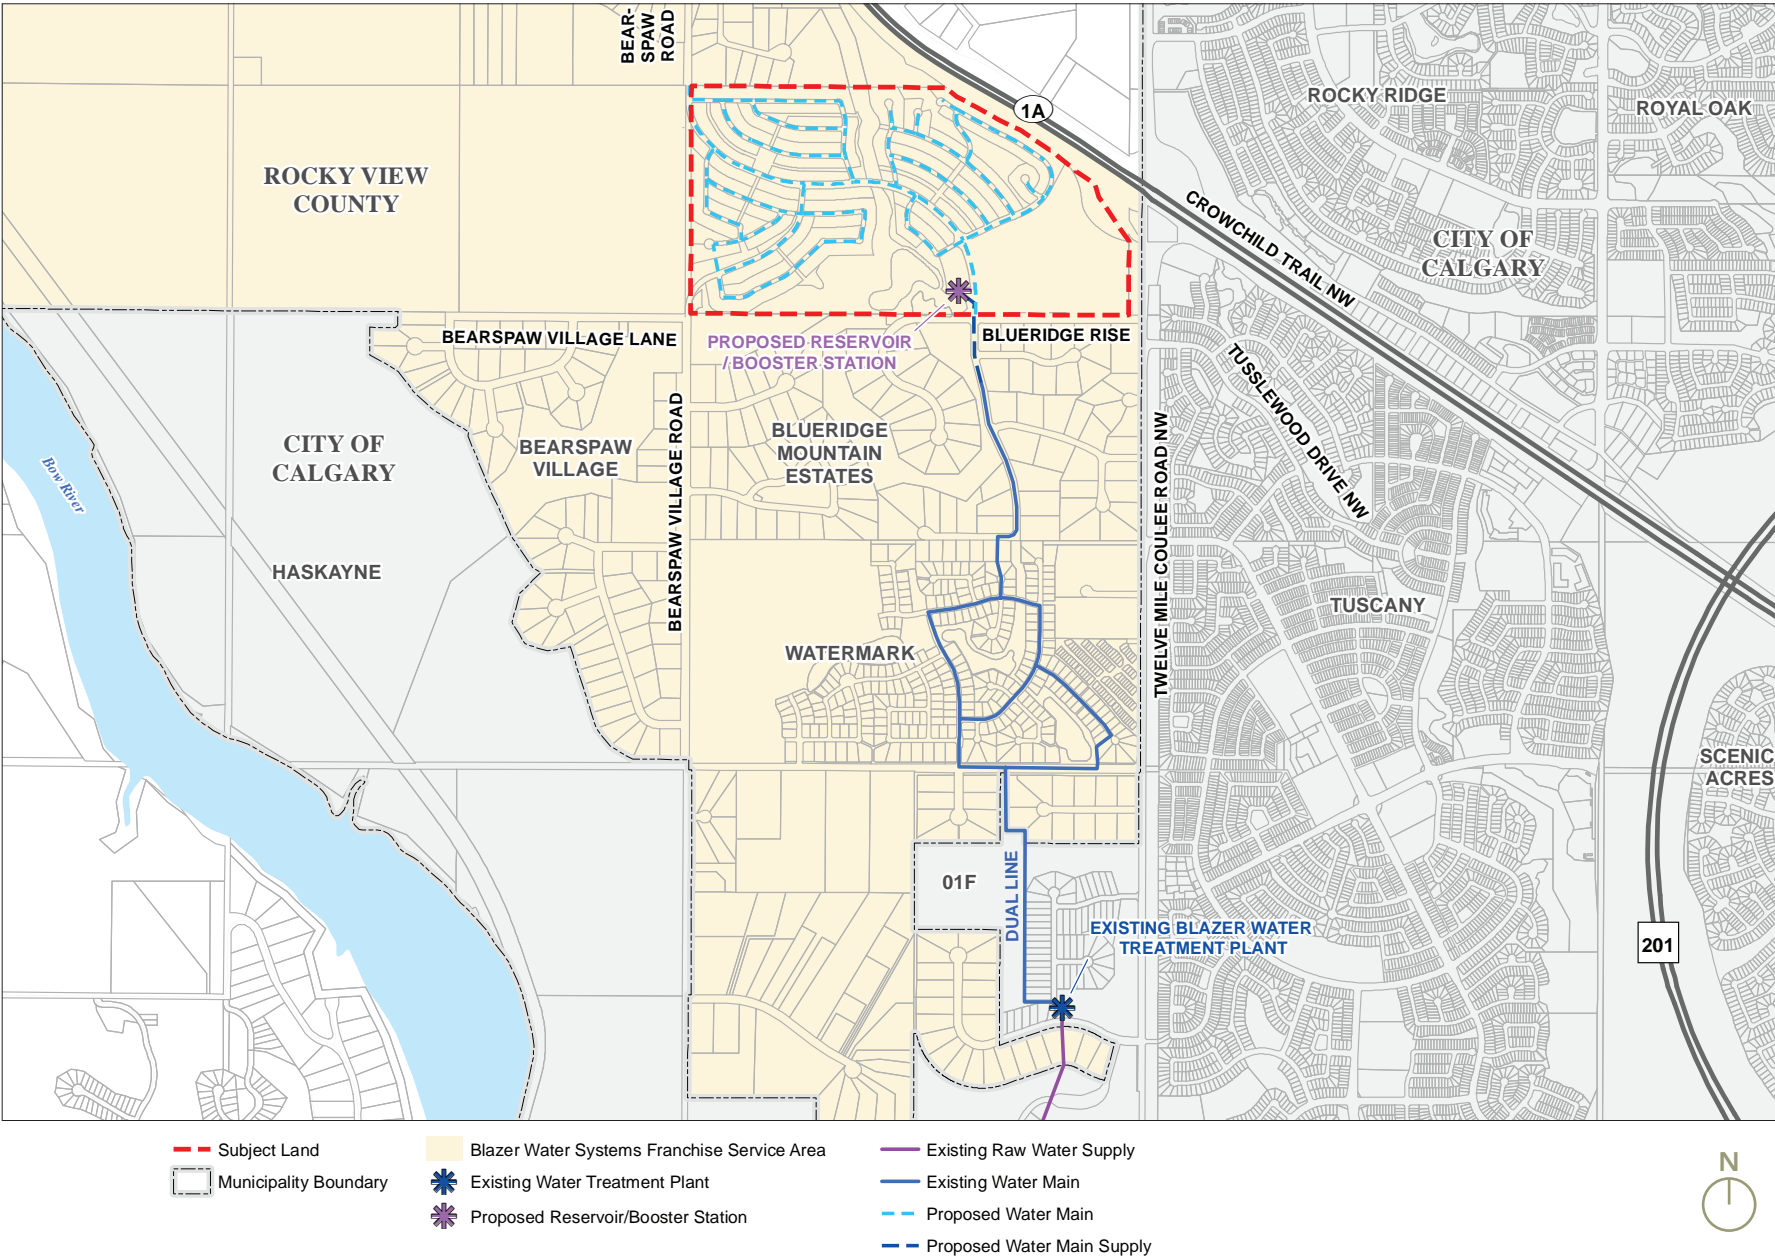 BEAR-
SPAW
ROAD
1A
ROCKY RIDGE
ROYAL OAK
ROCKY VIEW
COUNTY
CROWCHILD TRAIL NW
CITY OF
CALGARY
BEARSPAW VILLAGE LANE
PROPOSED RESERVOIR
/ BOOSTER STATION
BLUERIDGE RISE
TUSSLEWOOD DRIVE NW
CITY OF
CALGARY
Bow River
BEARSPAW
VILLAGE
BEARSPAW VILLAGE ROAD
BLUERIDGE
MOUNTAIN
ESTATES
TWELVE MILE COULEE ROAD NW
HASKAYNE
TUSCANY
WATERMARK
SCENIC
ACRES
01F
DUAL LINE
EXISTING BLAZER WATER
TREATMENT PLANT
201
Subject Land
Municipality Boundary
Blazer Water Systems Franchise Service Area
Existing Water Treatment Plant
Proposed Reservoir/Booster Station
Existing Raw Water Supply
Existing Water Main
Proposed Water Main
Proposed Water Main Supply
N